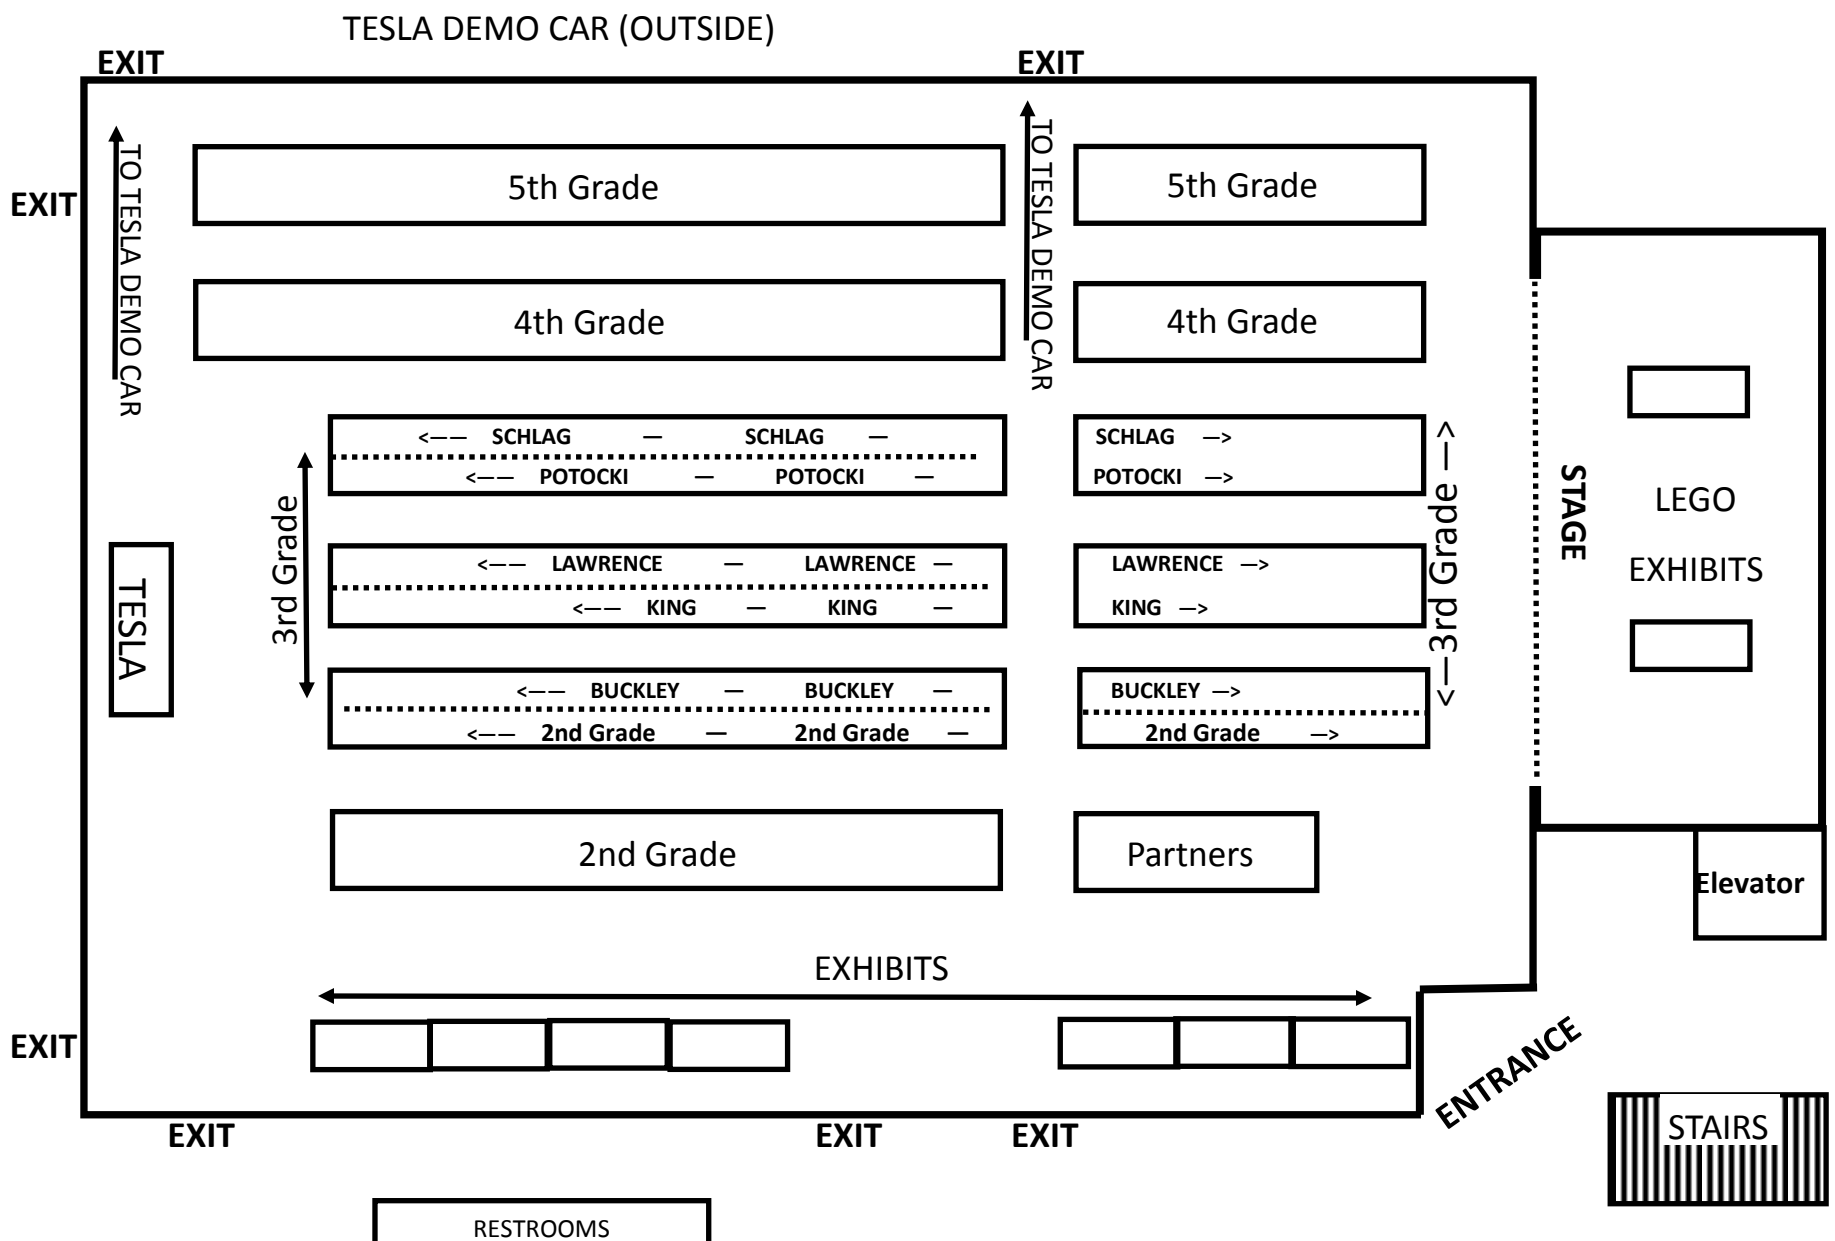 TESLA DEMO CAR (OUTSIDE)
EXIT
EXIT
EXIT
TO TESLA DEMO CAR
5th Grade
TO TESLA DEMO CAR
5th Grade
4th Grade
4th Grade
<—— SCHLAG — SCHLAG —
<—— POTOCKI — POTOCKI —
SCHLAG —>
POTOCKI —>
3rd Grade
<—3rd Grade —>
<—— LAWRENCE — LAWRENCE —
<—— KING — KING —
LAWRENCE —>
KING —>
<—— BUCKLEY — BUCKLEY —
<—— 2nd Grade — 2nd Grade —
BUCKLEY —>
2nd Grade —>
TESLA
STAGE
LEGO
EXHIBITS
2nd Grade
Partners
Elevator
EXHIBITS
EXIT
ENTRANCE
STAIRS
EXIT
EXIT
EXIT
RESTROOMS